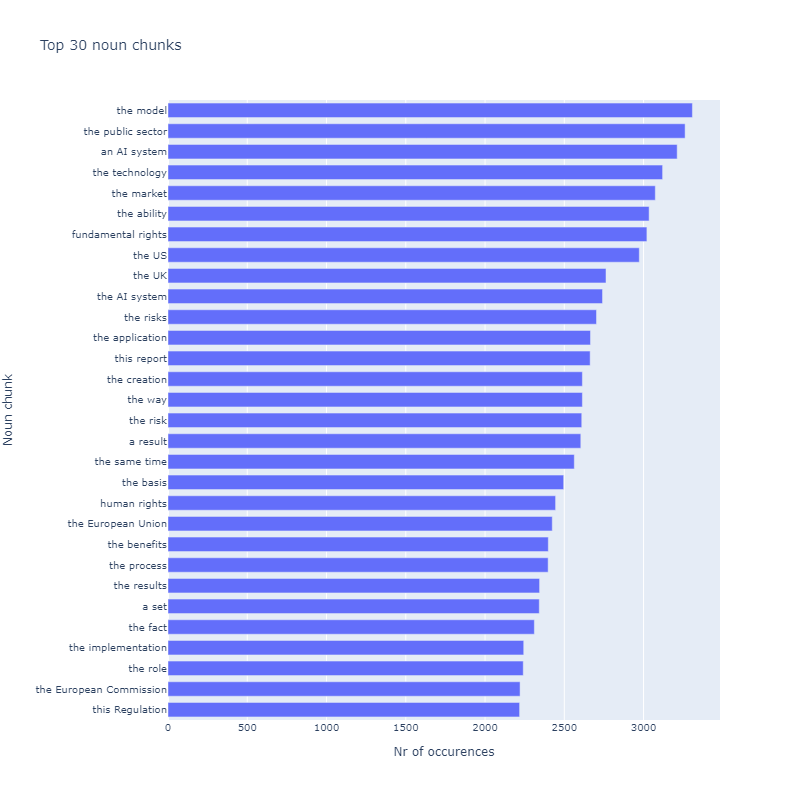 Top 30 noun chunks
the model
the public sector
an AI system
the technology
the market
the ability
fundamental rights
the US
the UK
the AI system
the risks
the application
this report
the creation
the way
the risk
a result
the same time
the basis
human rights
the European Union
the benefits
the process
the results
a set
the fact
the implementation
the role
the European Commission
this Regulation
Noun chunk
0 500 1000 1500 2000 2500 3000
Nr of occurences